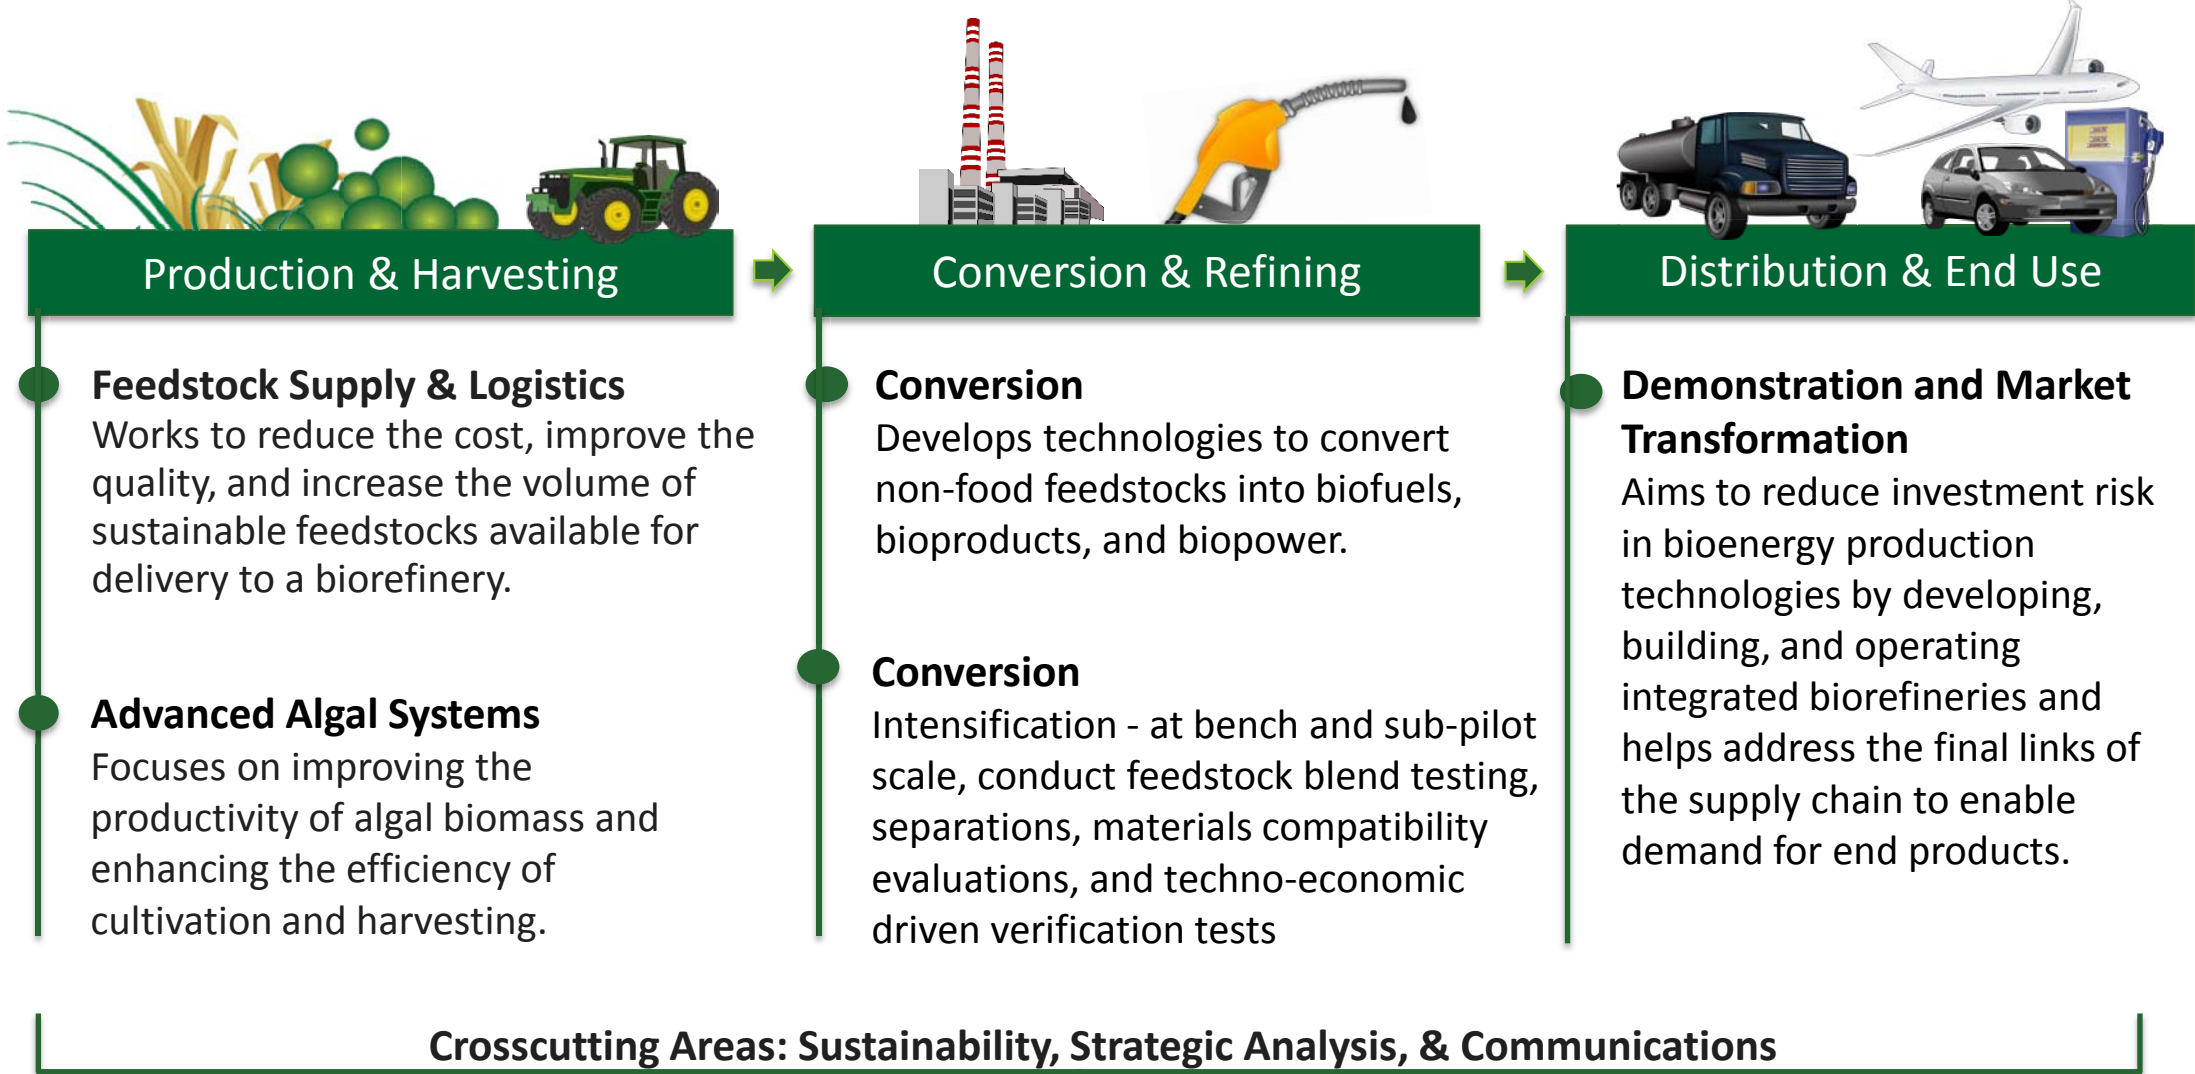 Production & Harvesting
Feedstock Supply & Logistics
Works to reduce the cost, improve the
quality, and increase the volume of
sustainable feedstocks available for
delivery to a biorefinery.
Advanced Algal Systems
Focuses on improving the
productivity of algal biomass and
enhancing the efficiency of
cultivation and harvesting.
Conversion & Refining
Conversion
Develops technologies to convert
non-food feedstocks into biofuels,
bioproducts, and biopower.
Conversion
Intensification - at bench and sub-pilot
scale, conduct feedstock blend testing,
separations, materials compatibility
evaluations, and techno-economic
driven verification tests
Distribution & End Use
Demonstration and Market
Transformation
Aims to reduce investment risk
in bioenergy production
technologies by developing,
building, and operating
integrated biorefineries and
helps address the final links of
the supply chain to enable
demand for end products.
Crosscutting Areas: Sustainability, Strategic Analysis, & Communications